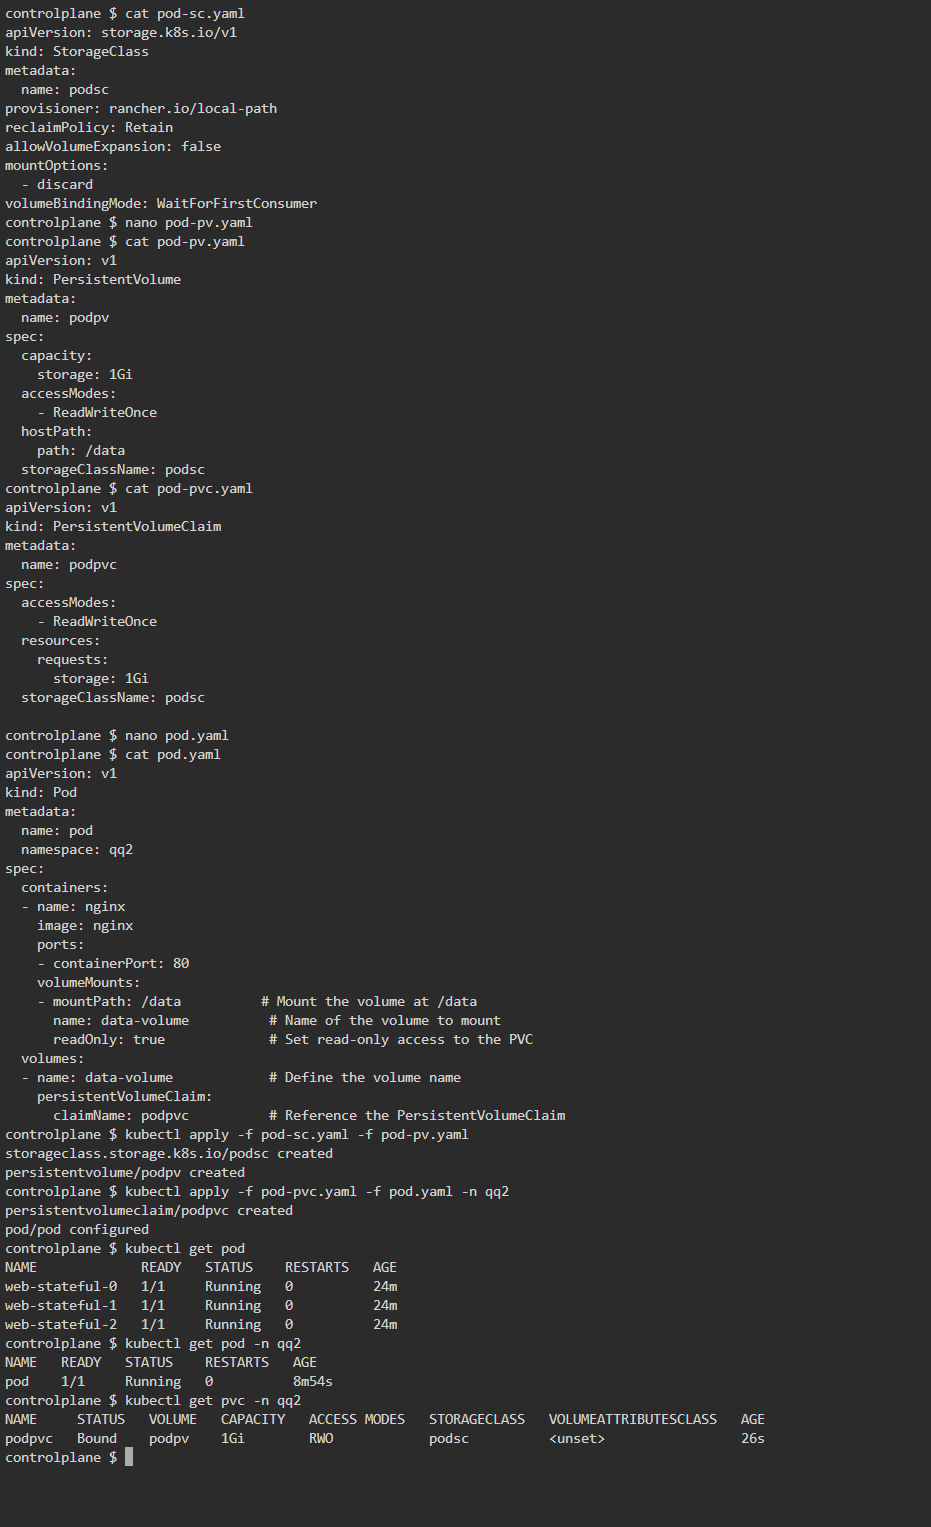 controlplane $ cat pod-sc.yaml
apiVersion: storage.k8s.io/v1
kind: StorageClass
metadata:
  name: podsc
provisioner: rancher.io/local-path
reclaimPolicy: Retain
allowVolumeExpansion: false
mountOptions:
  - discard
volumeBindingMode: WaitForFirstConsumer
controlplane $ nano pod-pv.yaml
controlplane $ cat pod-pv.yaml
apiVersion: v1
kind: PersistentVolume
metadata:
  name: podpv
spec:
  capacity:
    storage: 1Gi
  accessModes:
    - ReadWriteOnce
  hostPath:
    path: /data
  storageClassName: podsc
controlplane $ cat pod-pvc.yaml
apiVersion: v1
kind: PersistentVolumeClaim
metadata:
  name: podpvc
spec:
  accessModes:
    - ReadWriteOnce
  resources:
    requests:
      storage: 1Gi
  storageClassName: podsc

controlplane $ nano pod.yaml
controlplane $ cat pod.yaml
apiVersion: v1
kind: Pod
metadata:
  name: pod
  namespace: qq2
spec:
  containers:
  - name: nginx
    image: nginx
    ports:
    - containerPort: 80
    volumeMounts:
    - mountPath: /data          # Mount the volume at /data
      name: data-volume          # Name of the volume to mount
      readOnly: true             # Set read-only access to the PVC
  volumes:
  - name: data-volume            # Define the volume name
    persistentVolumeClaim:
      claimName: podpvc          # Reference the PersistentVolumeClaim
controlplane $ kubectl apply -f pod-sc.yaml -f pod-pv.yaml
storageclass.storage.k8s.io/podsc created
persistentvolume/podpv created
controlplane $ kubectl apply -f pod-pvc.yaml -f pod.yaml -n qq2
persistentvolumeclaim/podpvc created
pod/pod configured
controlplane $ kubectl get pod
NAME             READY   STATUS    RESTARTS   AGE
web-stateful-0   1/1     Running   0          24m
web-stateful-1   1/1     Running   0          24m
web-stateful-2   1/1     Running   0          24m
controlplane $ kubectl get pod -n qq2
NAME   READY   STATUS    RESTARTS   AGE
pod    1/1     Running   0          8m54s
controlplane $ kubectl get pvc -n qq2
NAME     STATUS   VOLUME   CAPACITY   ACCESS MODES   STORAGECLASS   VOLUMEATTRIBUTESCLASS   AGE
podpvc   Bound    podpv    1Gi        RWO            podsc          <unset>                 26s
controlplane $